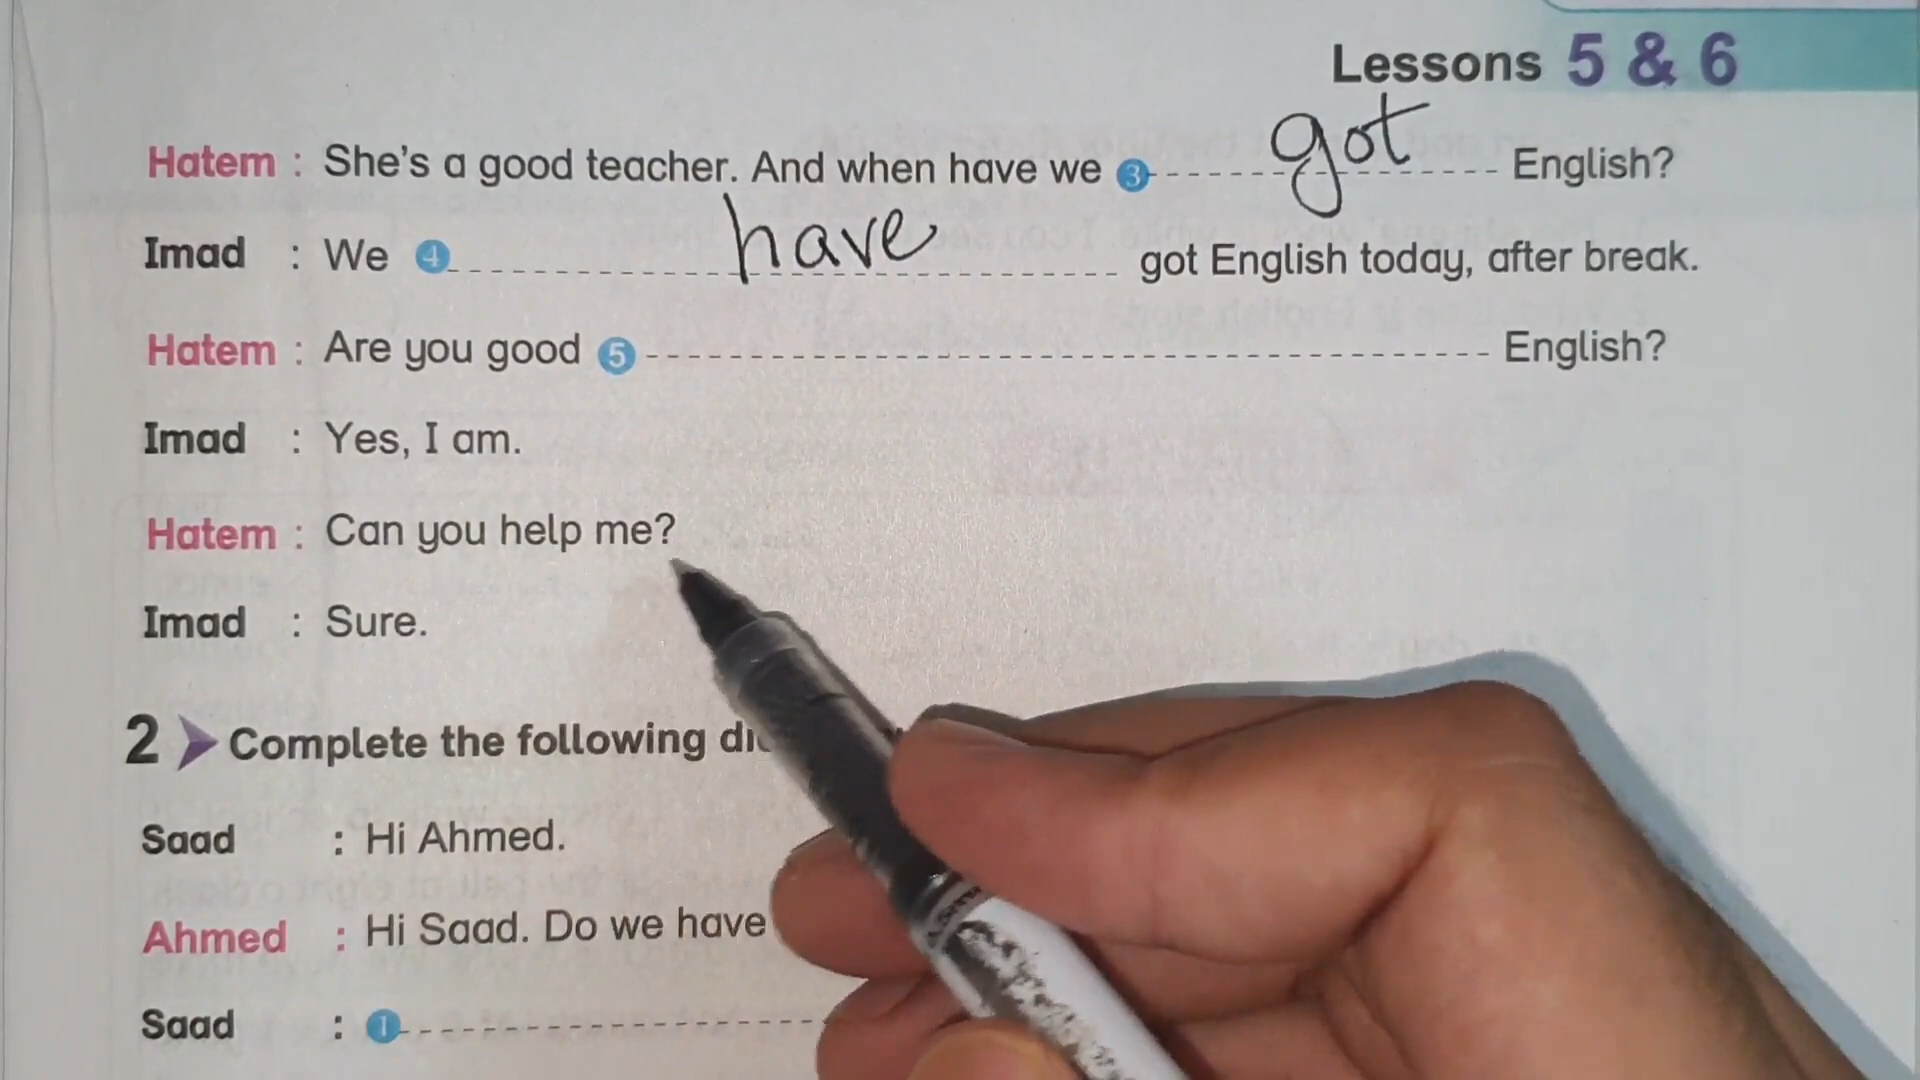 Lessons 5 & 6
Hatem : She's a good teacher. And when have we 3 got English?
Imad : We 4 have got English today, after break.
Hatem : Are you good 5 English?
Imad : Yes, I am.
Hatem : Can you help me?
Imad : Sure.
2 Complete the following
Saad : Hi Ahmed.
Ahmed : Hi Saad. Do we have
Saad : 1